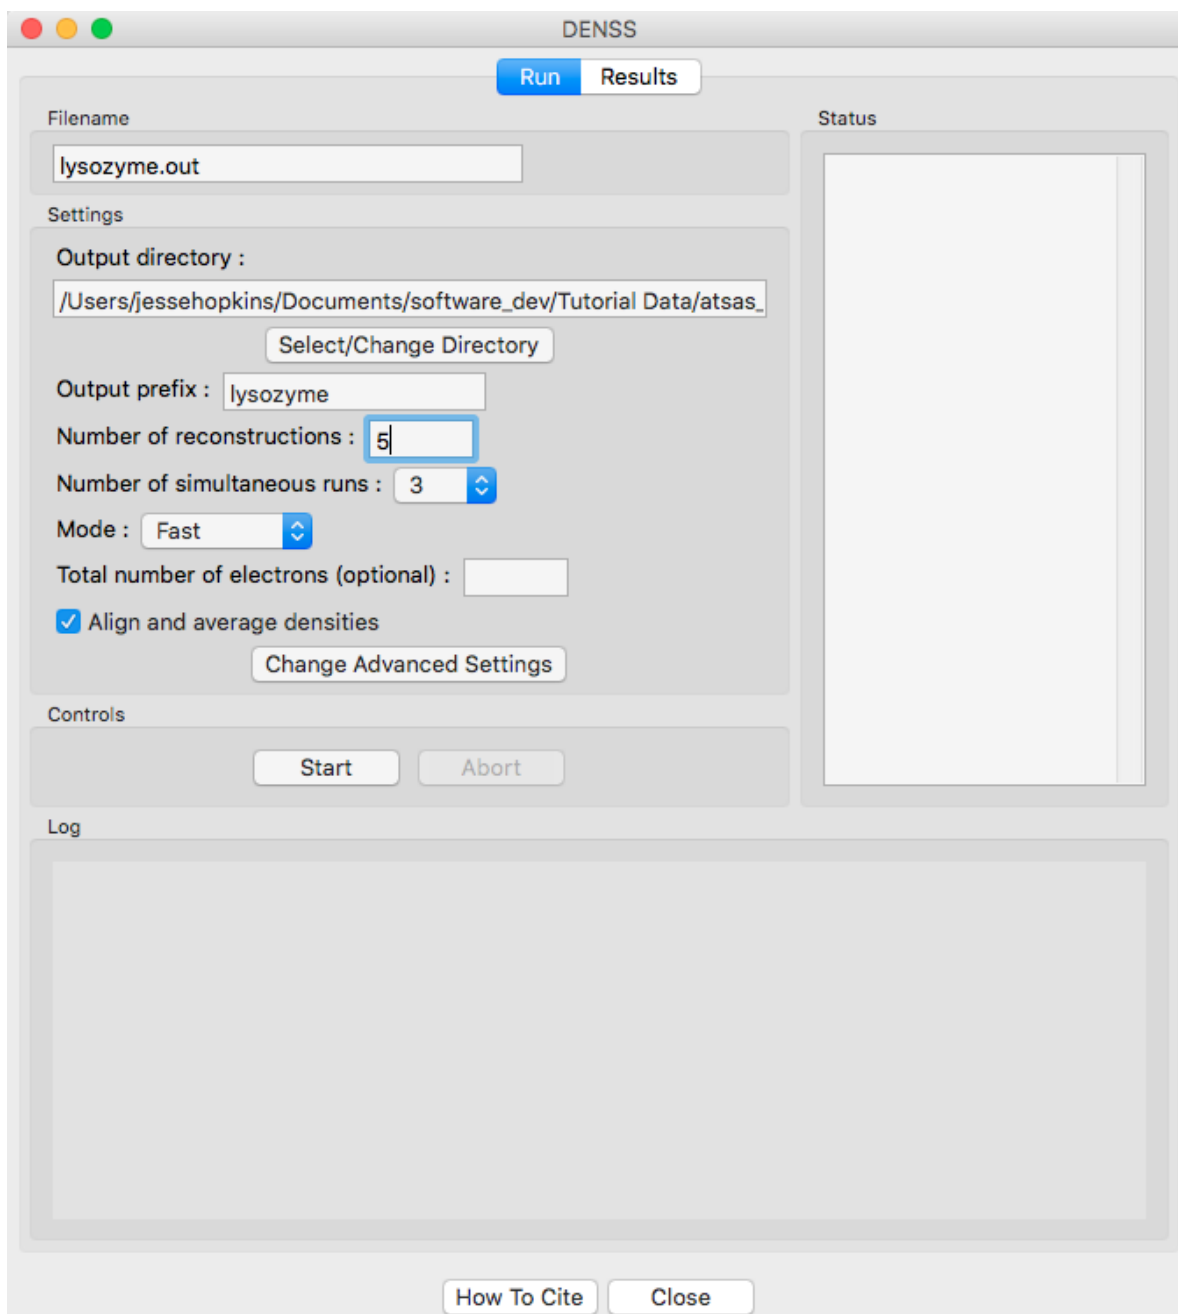 DENSS
Run Results
Filename
lysozyme.out
Settings
Output directory :
/Users/jessehopkins/Documents/software_dev/Tutorial Data/atsas_
Select/Change Directory
Output prefix : lysozyme
Number of reconstructions : 5
Number of simultaneous runs : 3
Mode : Fast
Total number of electrons (optional) :
Align and average densities
Change Advanced Settings
Controls
Start Abort
Status
Log
How To Cite Close